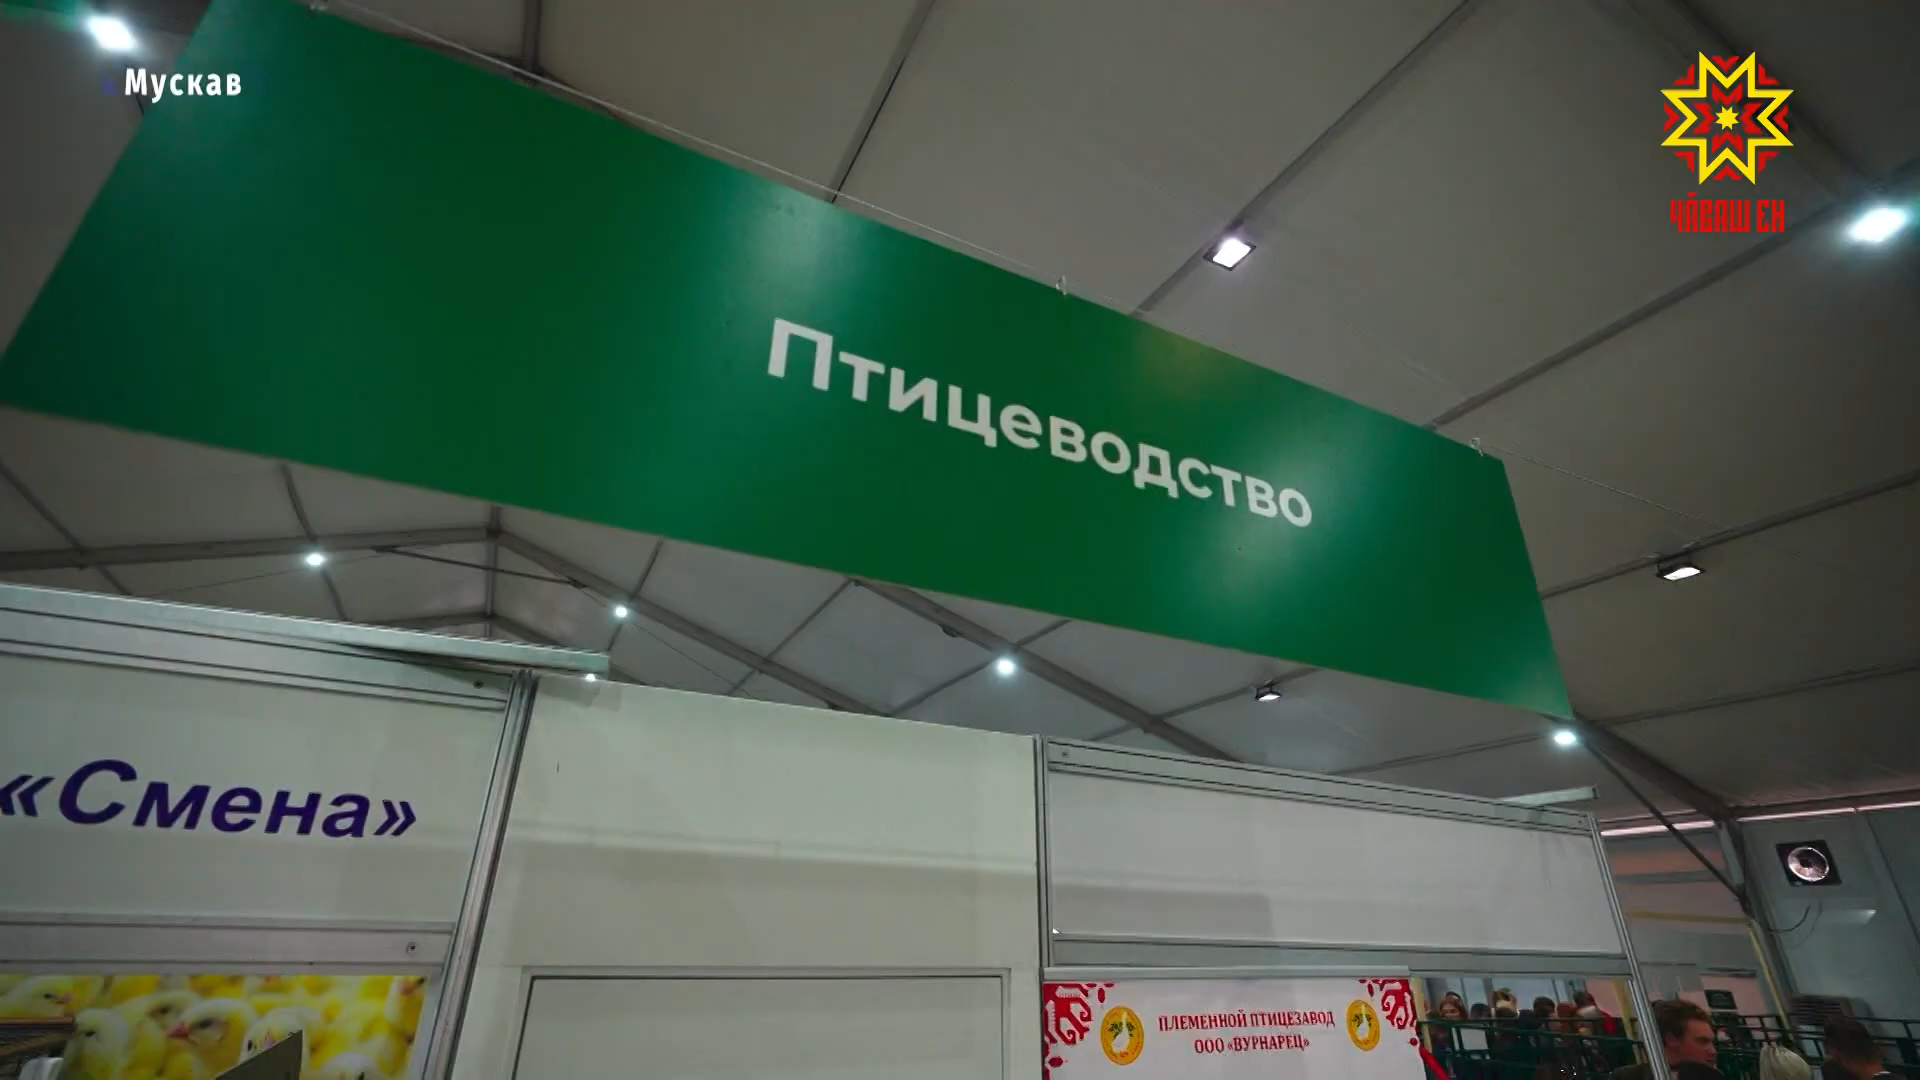 Мускав
ЧӐВАШ ЕН
Птицеводство
«Смена»
ПЛЕМЕННОЙ ПТИЦЕЗАВОД
ООО «ВУРНАРЕЦ»